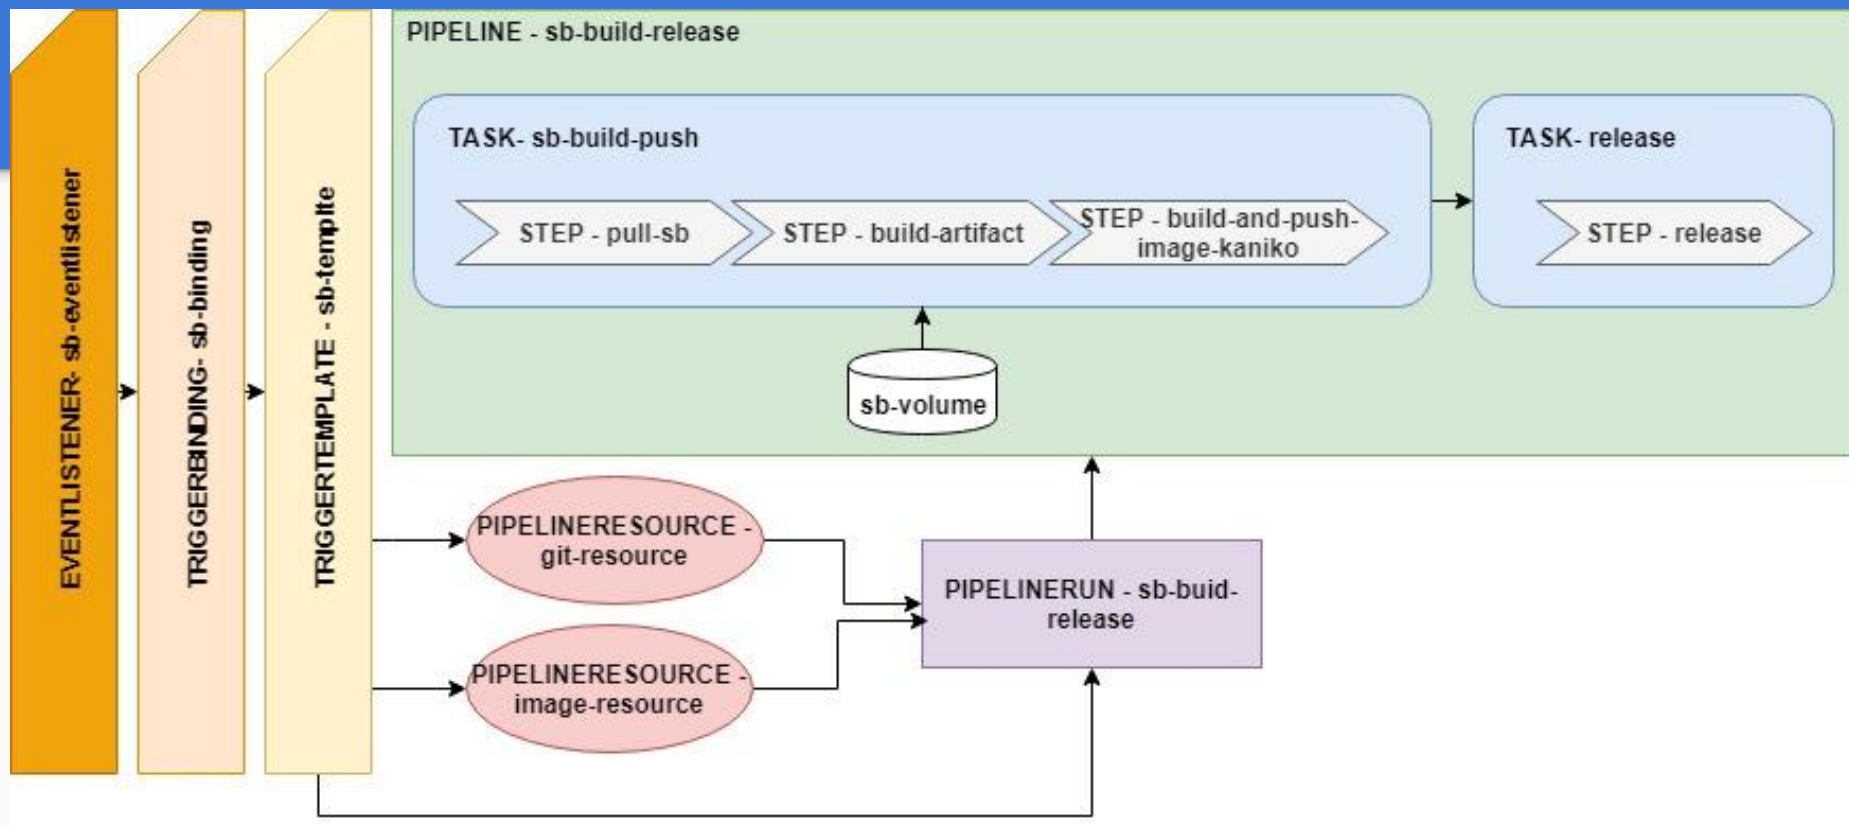 PIPELINE - sb-build-release
EVENTLISTENER- sb-eventlistener
TRIGGERBINDING- sb-binding
TRIGGERTEMPLATE - sb-templte
TASK- sb-build-push
STEP - pull-sb
STEP - build-artifact
STEP - build-and-push-
image-kaniko
TASK- release
STEP - release
sb-volume
PIPELINERESOURCE -
git-resource
PIPELINERESOURCE -
image-resource
PIPELINERUN - sb-buid-
release